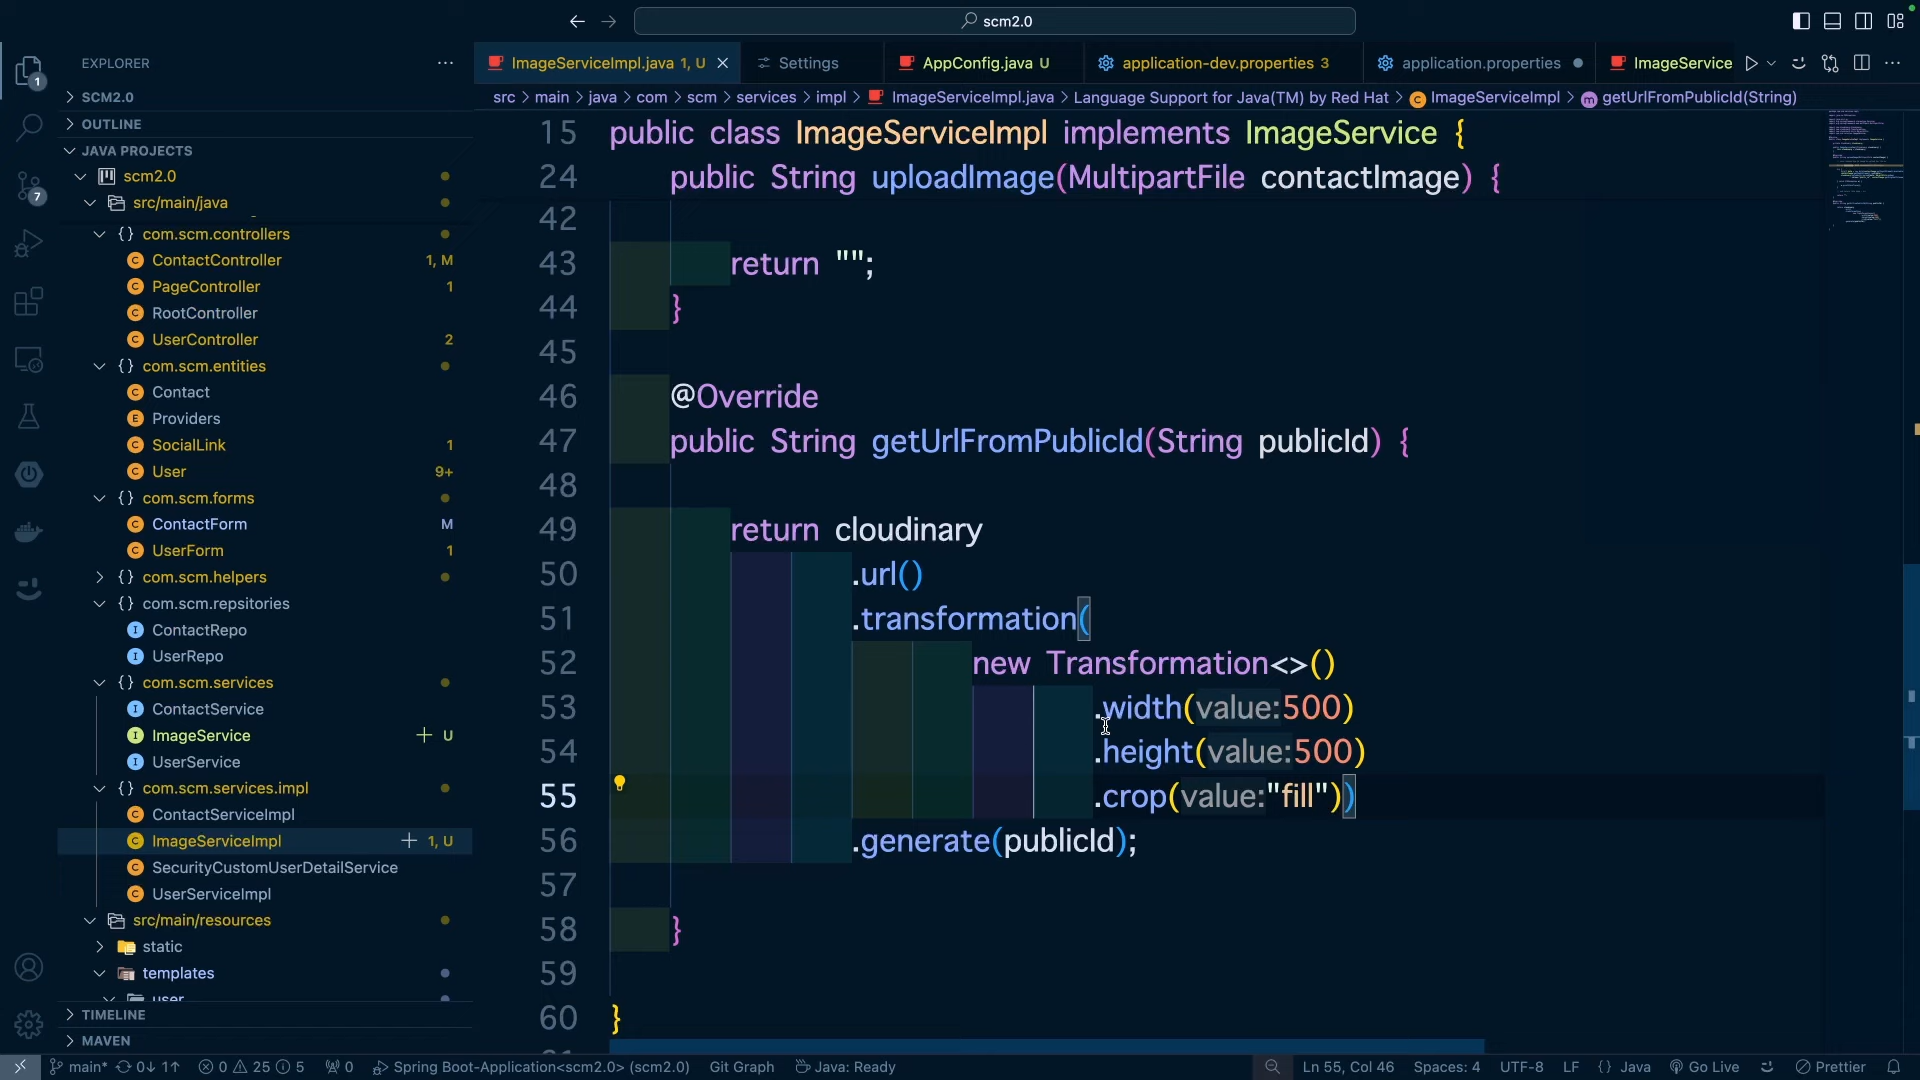 scm2.0
EXPLORER
SCM2.0
OUTLINE
JAVA PROJECTS
scm2.0
src/main/java
com.scm.controllers
ContactController 1, M
PageController 1
RootController
UserController 2
com.scm.entities
Contact
Providers
SocialLink 1
User 9+
com.scm.forms
ContactForm M
UserForm 1
com.scm.helpers
com.scm.repsitories
ContactRepo
UserRepo
com.scm.services
ContactService
ImageService U
UserService
com.scm.services.impl
ContactServiceImpl
ImageServiceImpl 1, U
SecurityCustomUserDetailService
UserServiceImpl
src/main/resources
static
templates
user
TIMELINE
MAVEN
1
7
ImageServiceImpl.java 1, U
Settings
AppConfig.java U
application-dev.properties 3
application.properties
ImageService
src > main > java > com > scm > services > impl > ImageServiceImpl.java > Language Support for Java(TM) by Red Hat > ImageServiceImpl > getUrlFromPublicId(String)
15 public class ImageServiceImpl implements ImageService {
24 public String uploadImage(MultipartFile contactImage) {
42
43 return "";
44 }
45
46 @Override
47 public String getUrlFromPublicId(String publicId) {
48
49 return cloudinary
50 .url()
51 .transformation(
52 new Transformation<>()
53 .width(value:500)
54 .height(value:500)
55 .crop(value:"fill"))
56 .generate(publicId);
57
58 }
59
60 }
main* 0↓ 1↑ 0 25 5 0 Spring Boot-Application<scm2.0> (scm2.0) Git Graph Java: Ready Ln 55, Col 46 Spaces: 4 UTF-8 LF {} Java Go Live Prettier